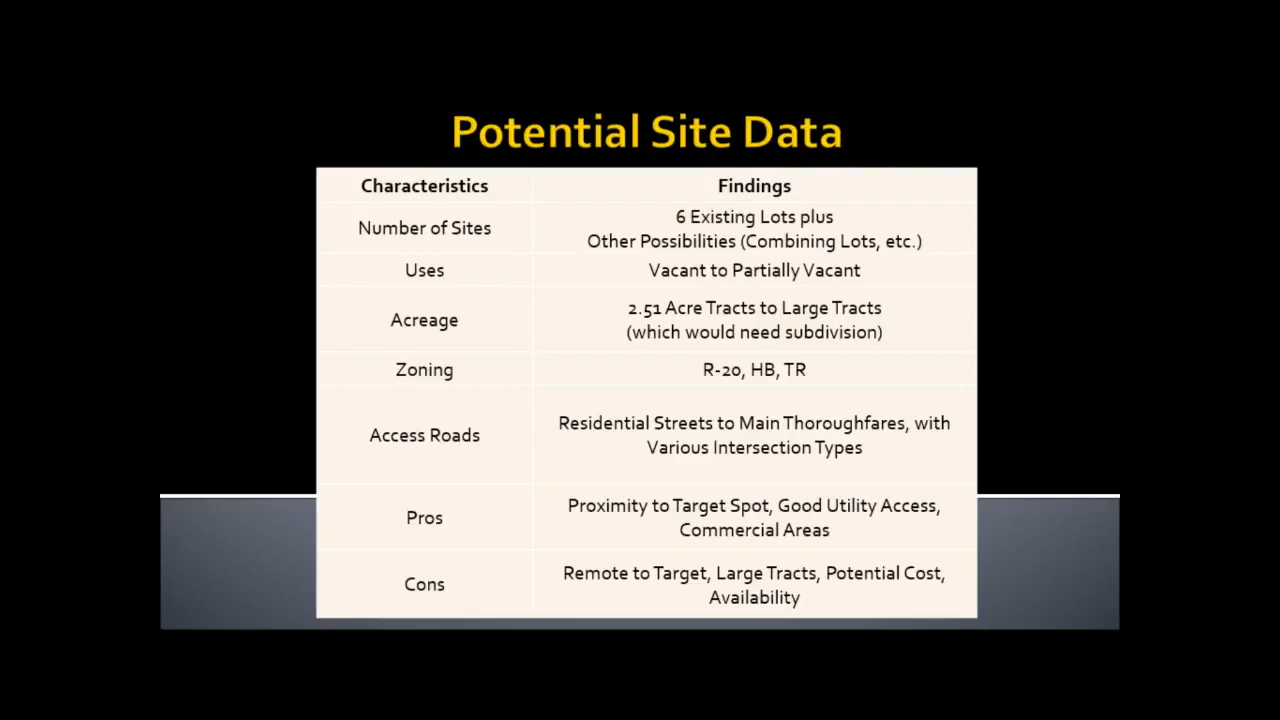 Potential Site Data
Characteristics
Findings
Number of Sites
6 Existing Lots plus
Other Possibilities (Combining Lots, etc.)
Uses
Vacant to Partially Vacant
Acreage
2.51 Acre Tracts to Large Tracts
(which would need subdivision)
Zoning
R-20, HB, TR
Access Roads
Residential Streets to Main Thoroughfares, with
Various Intersection Types
Pros
Proximity to Target Spot, Good Utility Access,
Commercial Areas
Cons
Remote to Target, Large Tracts, Potential Cost,
Availability